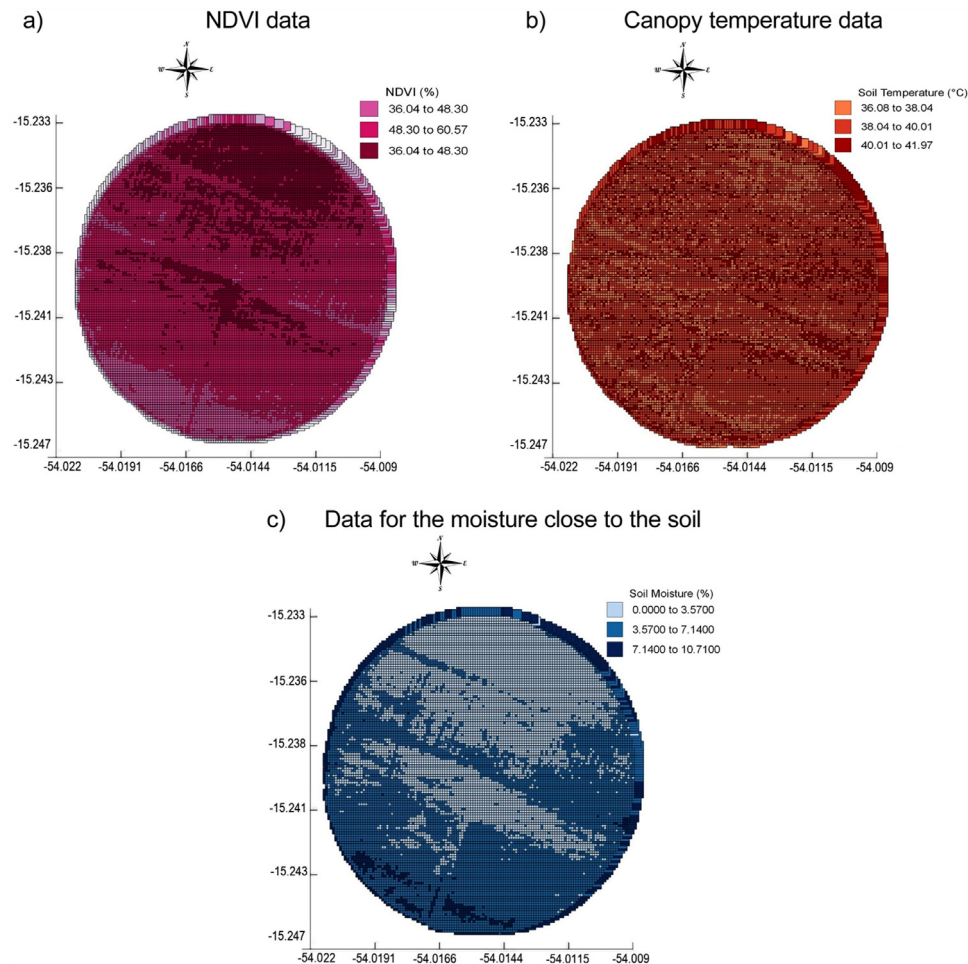 a) NDVI data
N
W E
S
NDVI (%)
36.04 to 48.30
48.30 to 60.57
36.04 to 48.30
-15.233
-15.236
-15.238
-15.241
-15.243
-15.247
-54.022 -54.0191 -54.0166 -54.0144 -54.0115 -54.009
b) Canopy temperature data
N
W E
S
Soil Temperature (°C)
36.08 to 38.04
38.04 to 40.01
40.01 to 41.97
-15.233
-15.236
-15.238
-15.241
-15.243
-15.247
-54.022 -54.0191 -54.0166 -54.0144 -54.0115 -54.009
c) Data for the moisture close to the soil
N
W E
S
Soil Moisture (%)
0.0000 to 3.5700
3.5700 to 7.1400
7.1400 to 10.7100
-15.233
-15.236
-15.238
-15.241
-15.243
-15.247
-54.022 -54.0191 -54.0166 -54.0144 -54.0115 -54.009